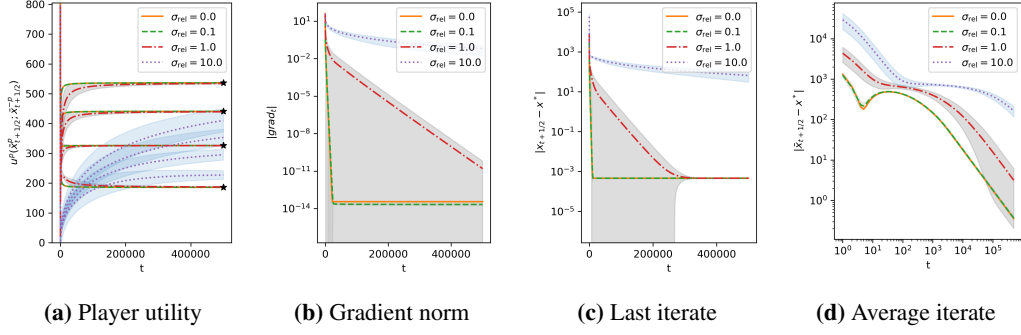 800
700
600
500
400
300
200
100
0
u^p(x̂^p_{t+1/2}; x̂^{-p}_{t+1/2})
0 200000 400000
t
σ_rel = 0.0
σ_rel = 0.1
σ_rel = 1.0
σ_rel = 10.0
10^1
10^{-2}
10^{-5}
10^{-8}
10^{-11}
10^{-14}
|grad_t|
0 200000 400000
t
σ_rel = 0.0
σ_rel = 0.1
σ_rel = 1.0
σ_rel = 10.0
10^5
10^3
10^1
10^{-1}
10^{-3}
10^{-5}
|x_{t+1/2} − x*|
0 200000 400000
t
σ_rel = 0.0
σ_rel = 0.1
σ_rel = 1.0
σ_rel = 10.0
10^4
10^3
10^2
10^1
10^0
|x̄_{t+1/2} − x*|
10^0 10^1 10^2 10^3 10^4 10^5
t
σ_rel = 0.0
σ_rel = 0.1
σ_rel = 1.0
σ_rel = 10.0
(a) Player utility
(b) Gradient norm
(c) Last iterate
(d) Average iterate